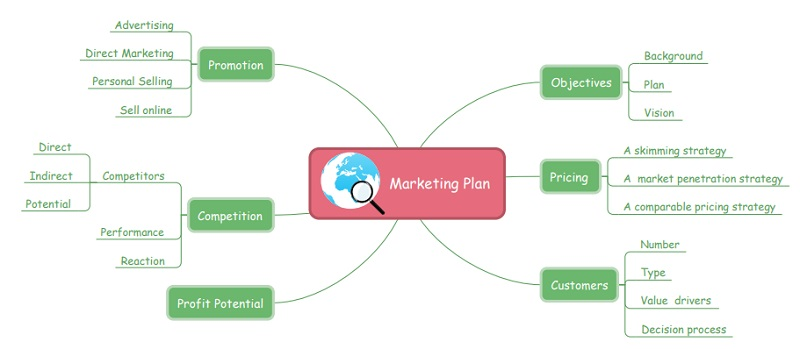 Advertising
Direct Marketing
Personal Selling
Sell online
Promotion
Direct
Indirect
Potential
Competitors
Performance
Reaction
Competition
Profit Potential
Marketing Plan
Objectives
Background
Plan
Vision
Pricing
A skimming strategy
A market penetration strategy
A comparable pricing strategy
Customers
Number
Type
Value drivers
Decision process